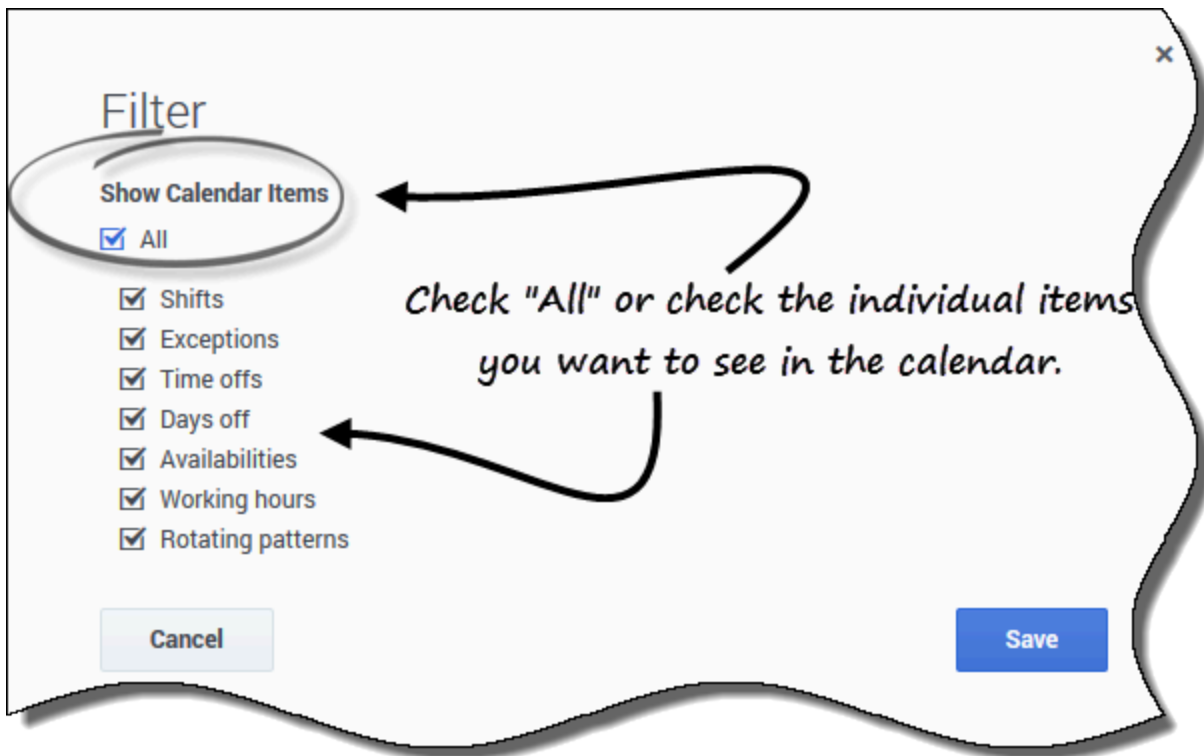 Filter
Show Calendar Items
All
Shifts
Exceptions
Time offs
Days off
Availabilities
Working hours
Rotating patterns
Check "All" or check the individual items
you want to see in the calendar.
Cancel
Save